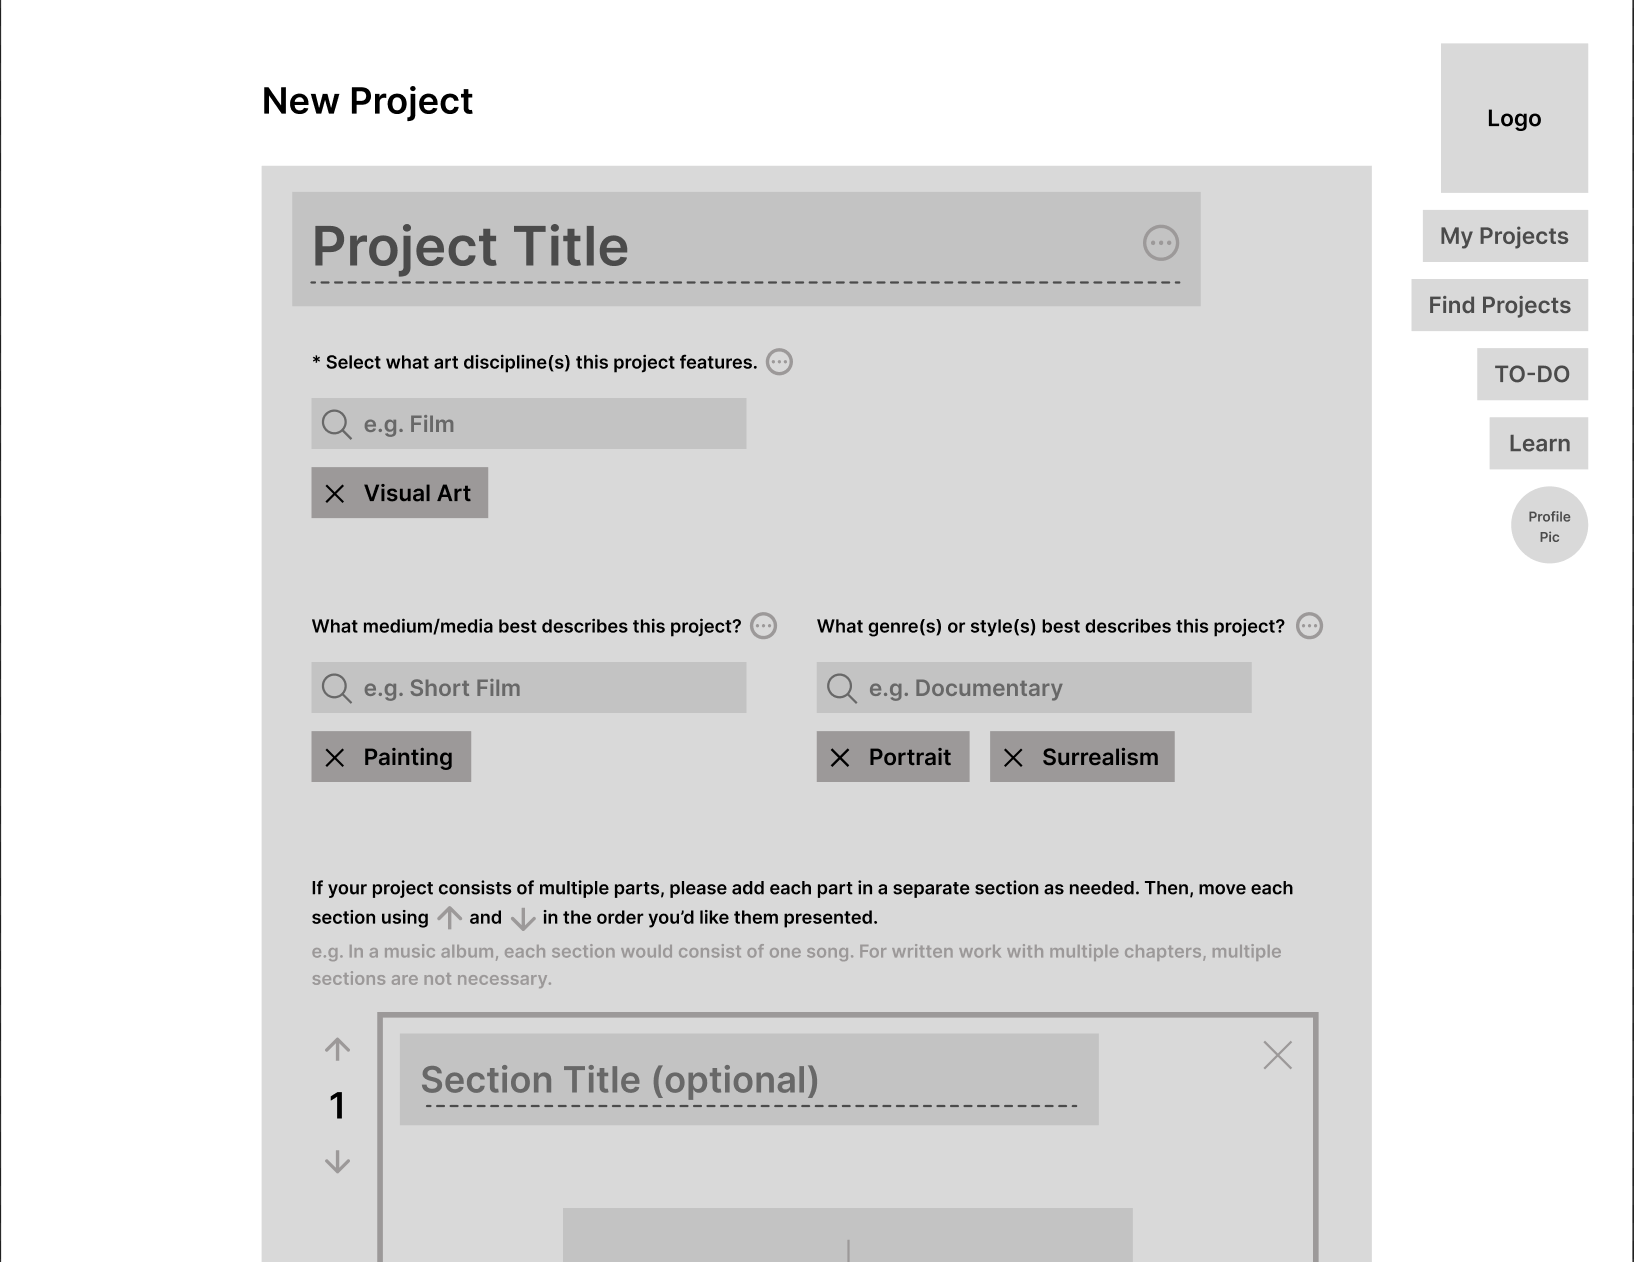 New Project
Logo
Project Title
My Projects
Find Projects
* Select what art discipline(s) this project features.
TO-DO
e.g. Film
Learn
Visual Art
Profile
Pic
What medium/media best describes this project?
What genre(s) or style(s) best describes this project?
e.g. Short Film
e.g. Documentary
Painting
Portrait
Surrealism
If your project consists of multiple parts, please add each part in a separate section as needed. Then, move each
section using ↑ and ↓ in the order you’d like them presented.
e.g. In a music album, each section would consist of one song. For written work with multiple chapters, multiple
sections are not necessary.
Section Title (optional)
1